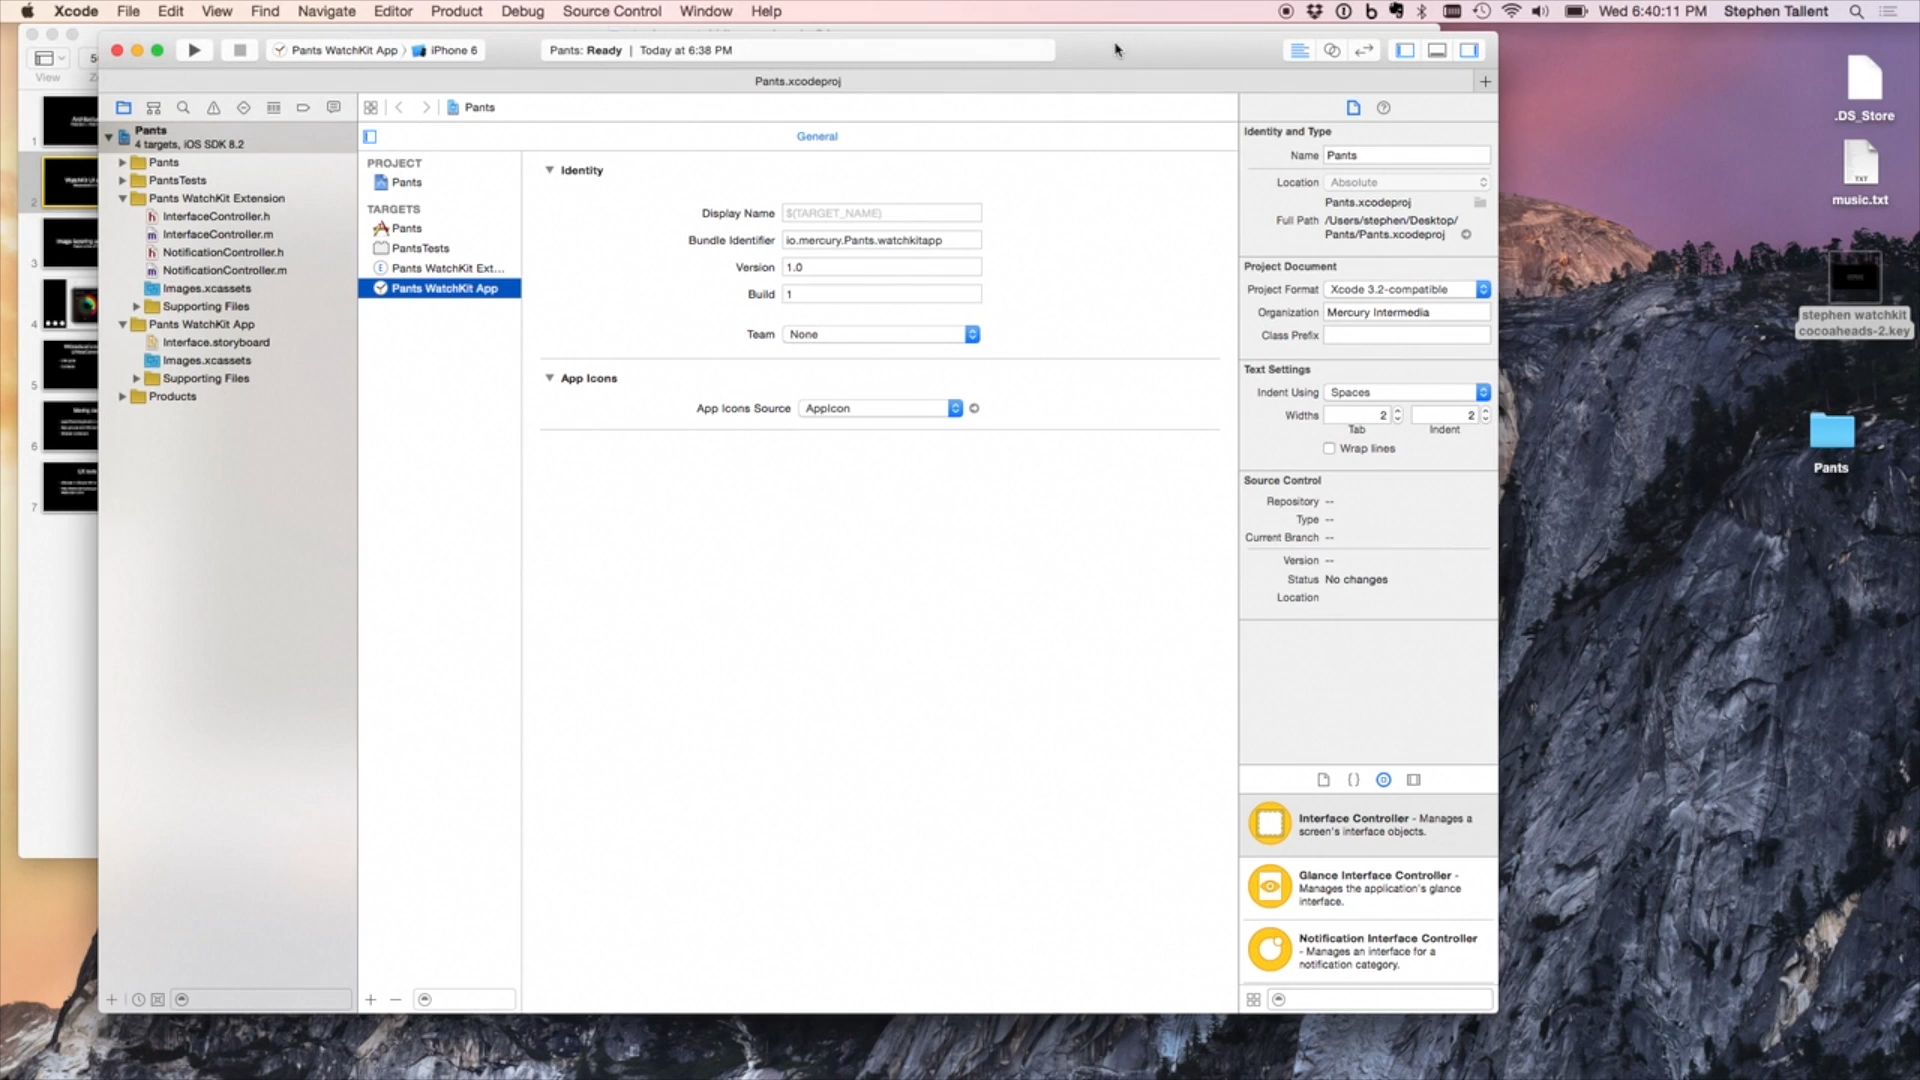 Xcode File Edit View Find Navigate Editor Product Debug Source Control Window Help Wed 6:40:11 PM Stephen Tallent
Pants WatchKit App iPhone 6
Pants: Ready | Today at 6:38 PM
Pants.xcodeproj
View
1
2
3
4
5
6
7
Pants
4 targets, iOS SDK 8.2
Pants
PantsTests
Pants WatchKit Extension
InterfaceController.h
InterfaceController.m
NotificationController.h
NotificationController.m
Images.xcassets
Supporting Files
Pants WatchKit App
Interface.storyboard
Images.xcassets
Supporting Files
Products
Pants
General
PROJECT
Pants
TARGETS
Pants
PantsTests
Pants WatchKit Ext...
Pants WatchKit App
Identity
Display Name $(TARGET_NAME)
Bundle Identifier io.mercury.Pants.watchkitapp
Version 1.0
Build 1
Team None
App Icons
App Icons Source AppIcon
Identity and Type
Name Pants
Location Absolute
Pants.xcodeproj
Full Path /Users/stephen/Desktop/
Pants/Pants.xcodeproj
Project Document
Project Format Xcode 3.2-compatible
Organization Mercury Intermedia
Class Prefix
Text Settings
Indent Using Spaces
Widths 2 2
Tab Indent
Wrap lines
Source Control
Repository --
Type --
Current Branch --
Version --
Status No changes
Location
Interface Controller - Manages a
screen's interface objects.
Glance Interface Controller -
Manages the application's glance
interface.
Notification Interface Controller
- Manages an interface for a
notification category.
.DS_Store
TXT
music.txt
stephen watchkit
cocoaheads-2.key
Pants